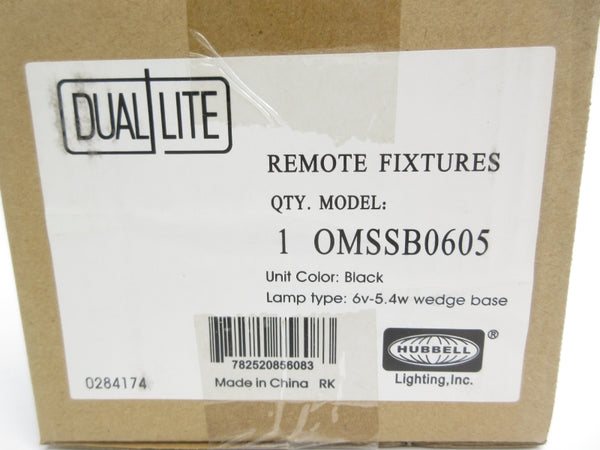 DUAL LITE
REMOTE FIXTURES
QTY. MODEL:
1 OMSSB0605
Unit Color: Black
Lamp type: 6v-5.4w wedge base
782520856083
Made in China RK
0284174
HUBBELL ®
Lighting, Inc.